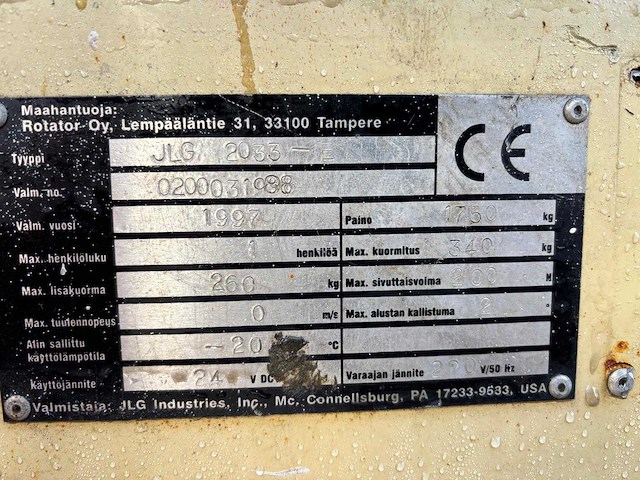 Maahantuoja:
Rotator Oy, Lempääläntie 31, 33100 Tampere
CE
Tyyppi JLG 2033-E
Valm. no. 0200031098
Valm. vuosi 1997 Paino 1750 kg
Max. henkilöluku 1 henkilöä Max. kuormitus 340 kg
Max. lisäkuorma 260 kg Max. sivuttaisvoima N
Max. tuulennopeus 0 m/s Max. alustan kallistuma 2 °
Alin sallittu
käyttölämpotila -20 °C
Käyttöjännite 24 V DC Varaajan jännite V/50 Hz
Valmistaja: JLG Industries, Inc., Mc. Connellsburg, PA 17233-9533, USA